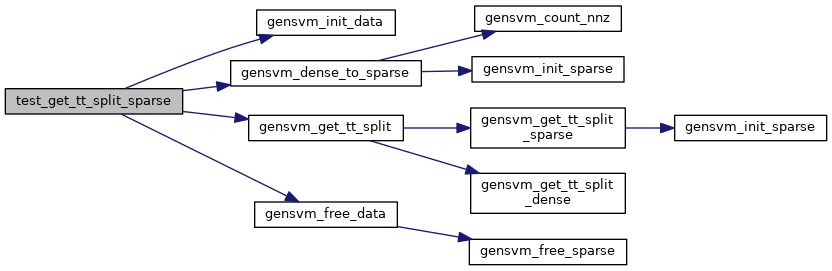 test_get_tt_split_sparse
gensvm_init_data
gensvm_dense_to_sparse
gensvm_count_nnz
gensvm_init_sparse
gensvm_get_tt_split
gensvm_get_tt_split
_sparse
gensvm_init_sparse
gensvm_get_tt_split
_dense
gensvm_free_data
gensvm_free_sparse